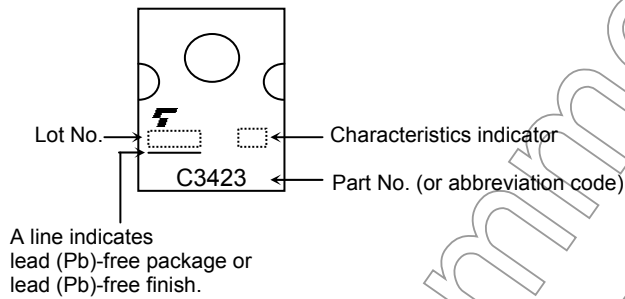 Lot No.
Characteristics indicator
C3423
Part No. (or abbreviation code)
A line indicates
lead (Pb)-free package or
lead (Pb)-free finish.